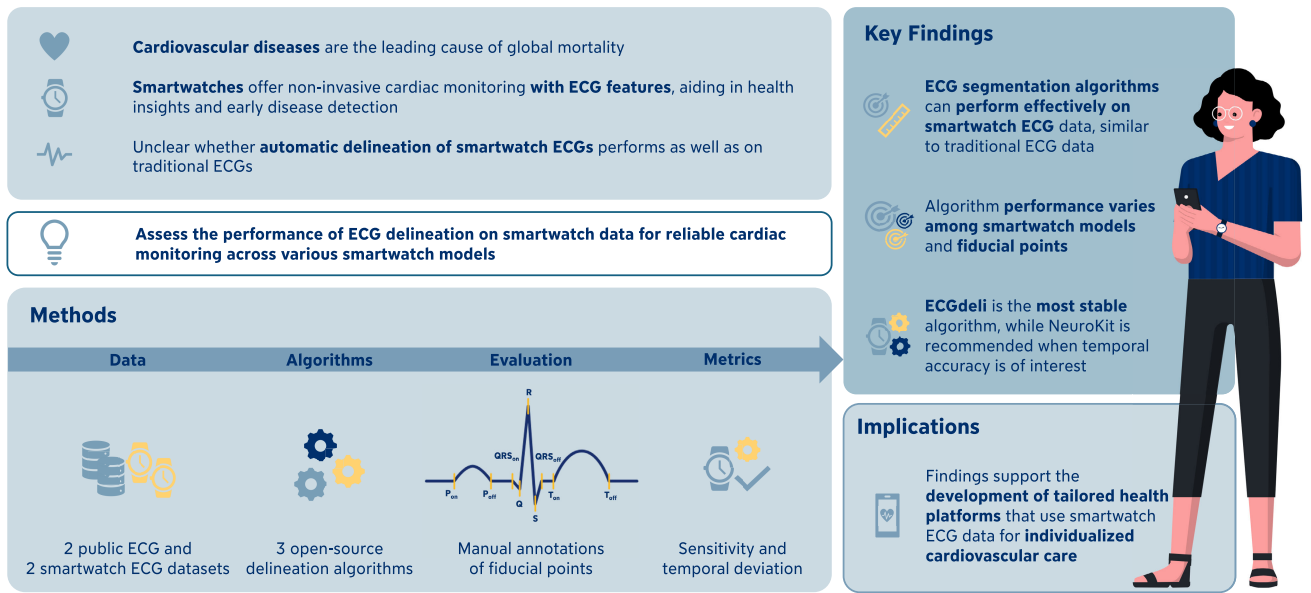 Cardiovascular diseases are the leading cause of global mortality
Smartwatches offer non-invasive cardiac monitoring with ECG features, aiding in health
insights and early disease detection
Unclear whether automatic delineation of smartwatch ECGs performs as well as on
traditional ECGs
Assess the performance of ECG delineation on smartwatch data for reliable cardiac
monitoring across various smartwatch models
Methods
Data
Algorithms
Evaluation
Metrics
R
QRSon
QRSoff
Pon
Poff
Q
S
Ton
Toff
2 public ECG and
2 smartwatch ECG datasets
3 open-source
delineation algorithms
Manual annotations
of fiducial points
Sensitivity and
temporal deviation
Key Findings
ECG segmentation algorithms
can perform effectively on
smartwatch ECG data, similar
to traditional ECG data
Algorithm performance varies
among smartwatch models
and fiducial points
ECGdeli is the most stable
algorithm, while NeuroKit is
recommended when temporal
accuracy is of interest
Implications
Findings support the
development of tailored health
platforms that use smartwatch
ECG data for individualized
cardiovascular care